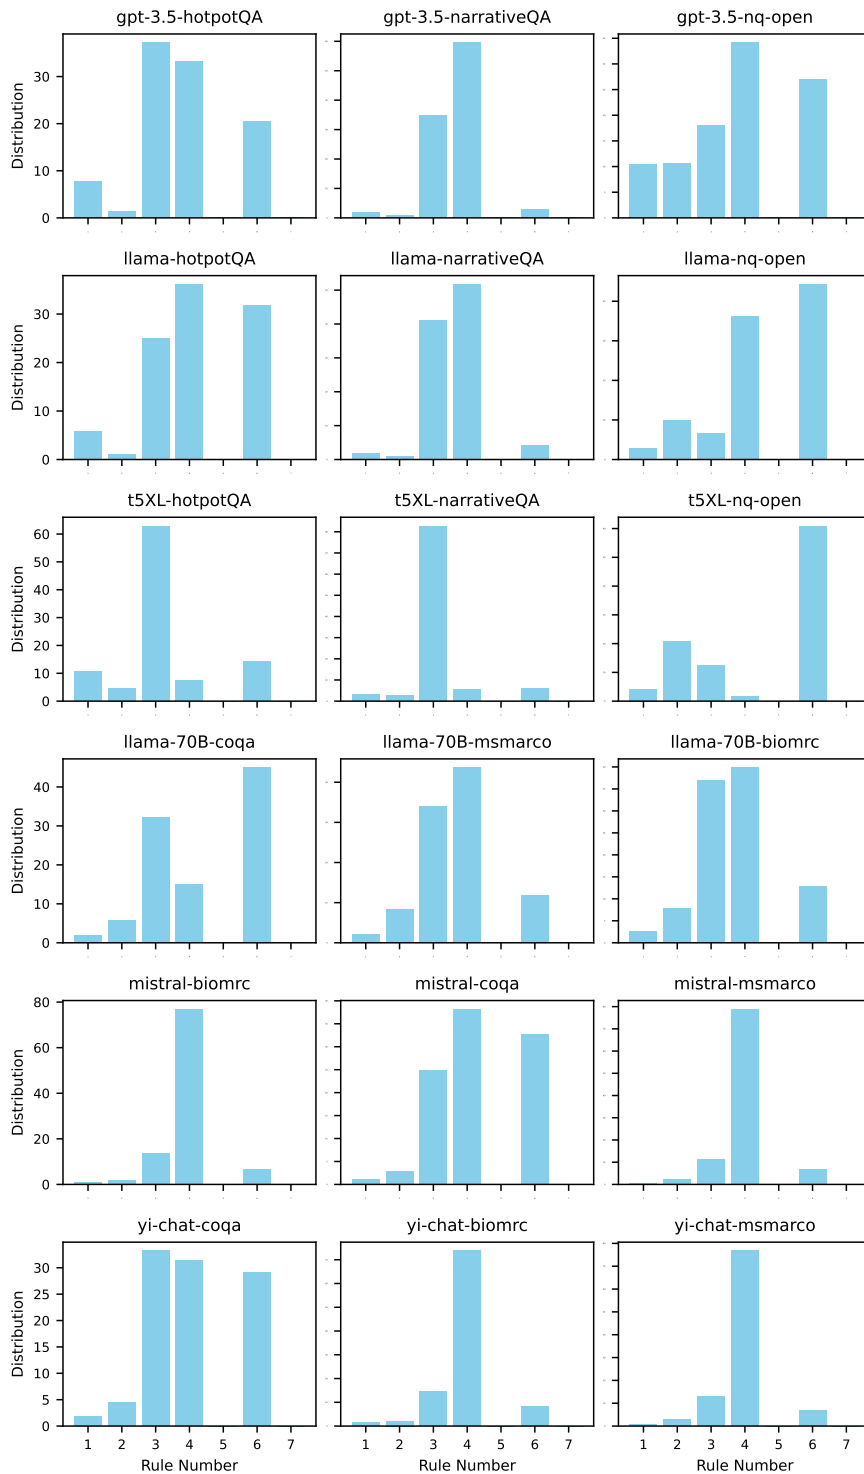 gpt-3.5-hotpotQA
gpt-3.5-narrativeQA
gpt-3.5-nq-open
Distribution
30
20
10
0
llama-hotpotQA
llama-narrativeQA
llama-nq-open
Distribution
30
20
10
0
t5XL-hotpotQA
t5XL-narrativeQA
t5XL-nq-open
Distribution
60
50
40
30
20
10
0
llama-70B-coqa
llama-70B-msmarco
llama-70B-biomrc
Distribution
40
30
20
10
0
mistral-biomrc
mistral-coqa
mistral-msmarco
Distribution
80
60
40
20
0
yi-chat-coqa
yi-chat-biomrc
yi-chat-msmarco
Distribution
30
25
20
15
10
5
0
1 2 3 4 5 6 7
Rule Number
1 2 3 4 5 6 7
Rule Number
1 2 3 4 5 6 7
Rule Number